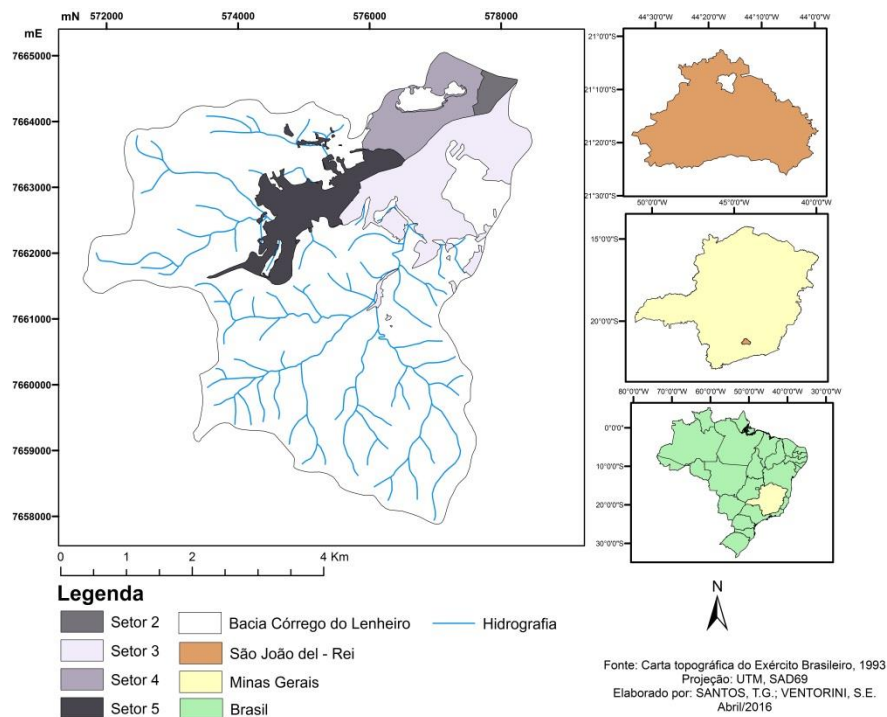 mN 572000 574000 576000 578000
mE
7665000
7664000
7663000
7662000
7661000
7660000
7659000
7658000
0 1 2 4 Km
44°30'0"S 44°20'0"S 44°10'0"S 44°0'0"S
21°0'0"S
21°10'0"S
21°20'0"S
21°30'0"S
50°0'0"W 45°0'0"W 40°0'0"W
15°0'0"S
20°0'0"S
80°0'0"W 70°0'0"W 60°0'0"W 50°0'0"W 40°0'0"W 30°0'0"W
0°0'0"
10°0'0"S
20°0'0"S
30°0'0"S
Legenda
Setor 2 Bacia Córrego do Lenheiro Hidrografia
Setor 3 São João del - Rei
Setor 4 Minas Gerais
Setor 5 Brasil
N
Fonte: Carta topográfica do Exército Brasileiro, 1993
Projeção: UTM, SAD69
Elaborado por: SANTOS, T.G.; VENTORINI, S.E.
Abril/2016